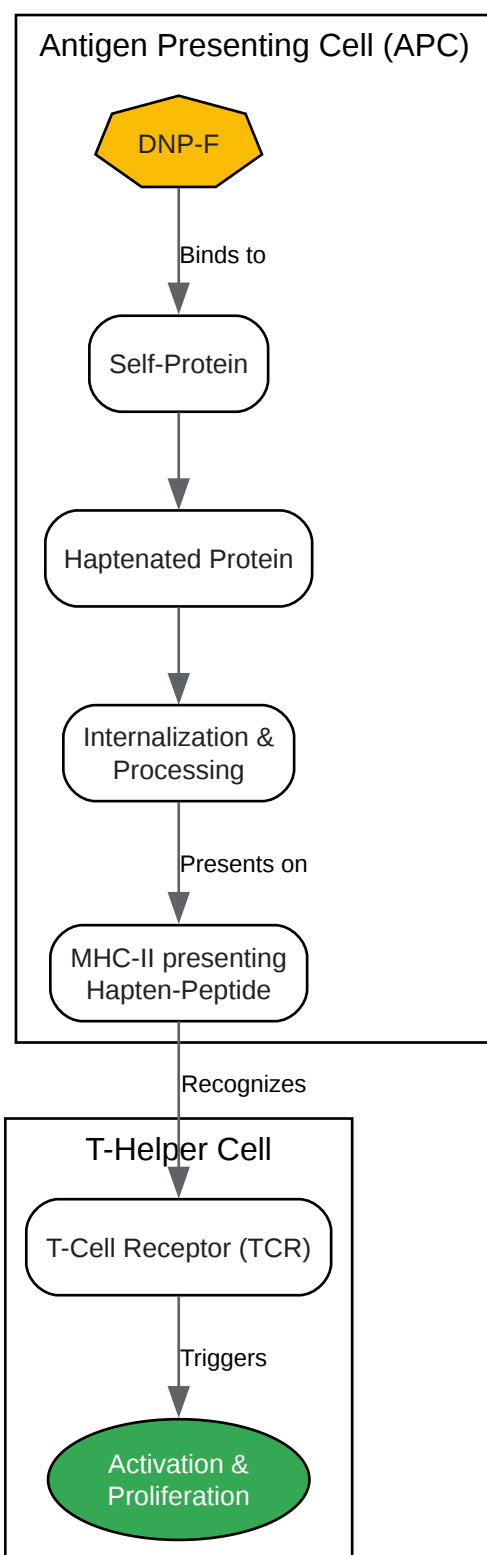 Antigen Presenting Cell (APC)
DNP-F
Binds to
Self-Protein
Haptenated Protein
Internalization &
Processing
Presents on
MHC-II presenting
Hapten-Peptide
Recognizes
T-Helper Cell
T-Cell Receptor (TCR)
Triggers
Activation &
Proliferation